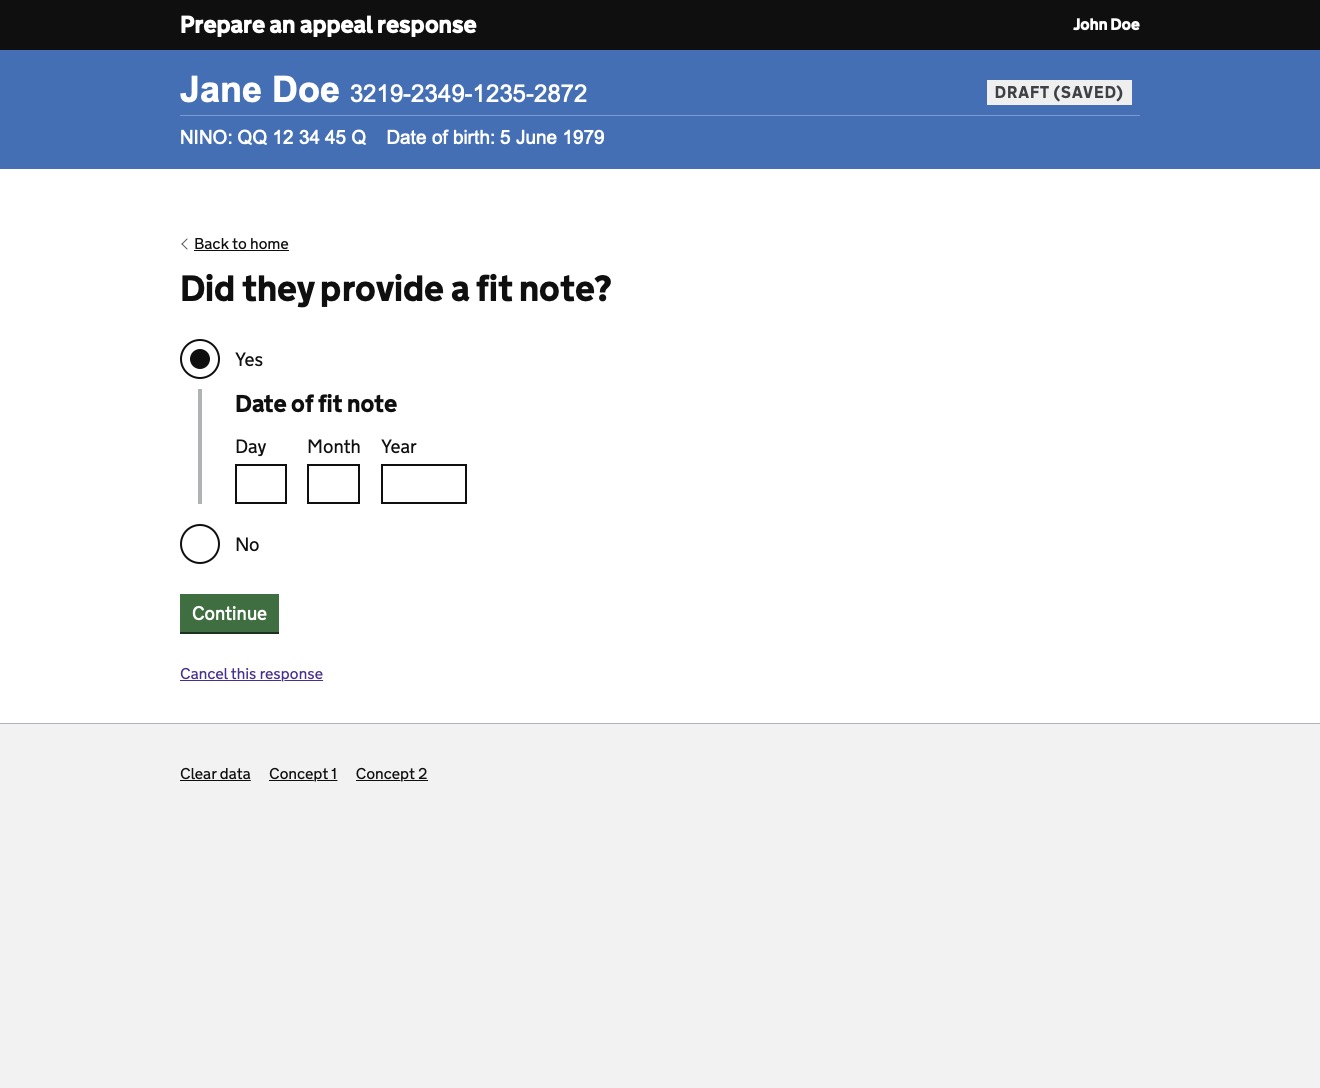 Prepare an appeal response John Doe
Jane Doe 3219-2349-1235-2872 DRAFT (SAVED)
NINO: QQ 12 34 45 Q Date of birth: 5 June 1979
Back to home
Did they provide a fit note?
Yes
Date of fit note
Day Month Year
No
Continue
Cancel this response
Clear data Concept 1 Concept 2